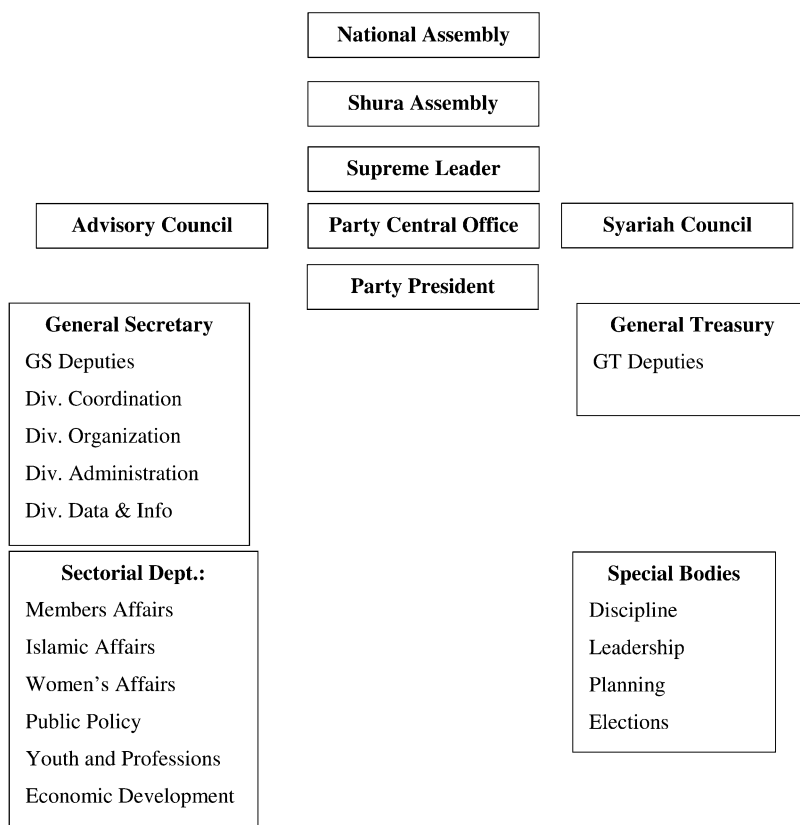 National Assembly
Shura Assembly
Supreme Leader
Advisory Council
Party Central Office
Syariah Council
Party President
General Secretary
GS Deputies
Div. Coordination
Div. Organization
Div. Administration
Div. Data & Info
General Treasury
GT Deputies
Sectorial Dept.:
Members Affairs
Islamic Affairs
Women’s Affairs
Public Policy
Youth and Professions
Economic Development
Special Bodies
Discipline
Leadership
Planning
Elections